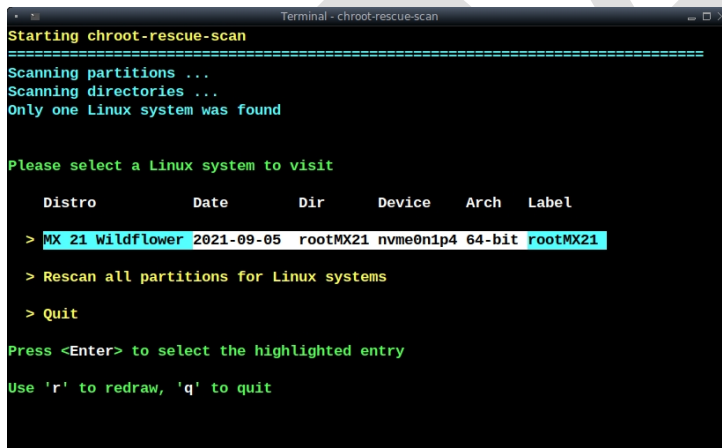 Terminal - chroot-rescue-scan
Starting chroot-rescue-scan
=====================================================================
Scanning partitions ...
Scanning directories ...
Only one Linux system was found
Please select a Linux system to visit
Distro Date Dir Device Arch Label
> MX 21 Wildflower 2021-09-05 rootMX21 nvme0n1p4 64-bit rootMX21
> Rescan all partitions for Linux systems
> Quit
Press <Enter> to select the highlighted entry
Use 'r' to redraw, 'q' to quit